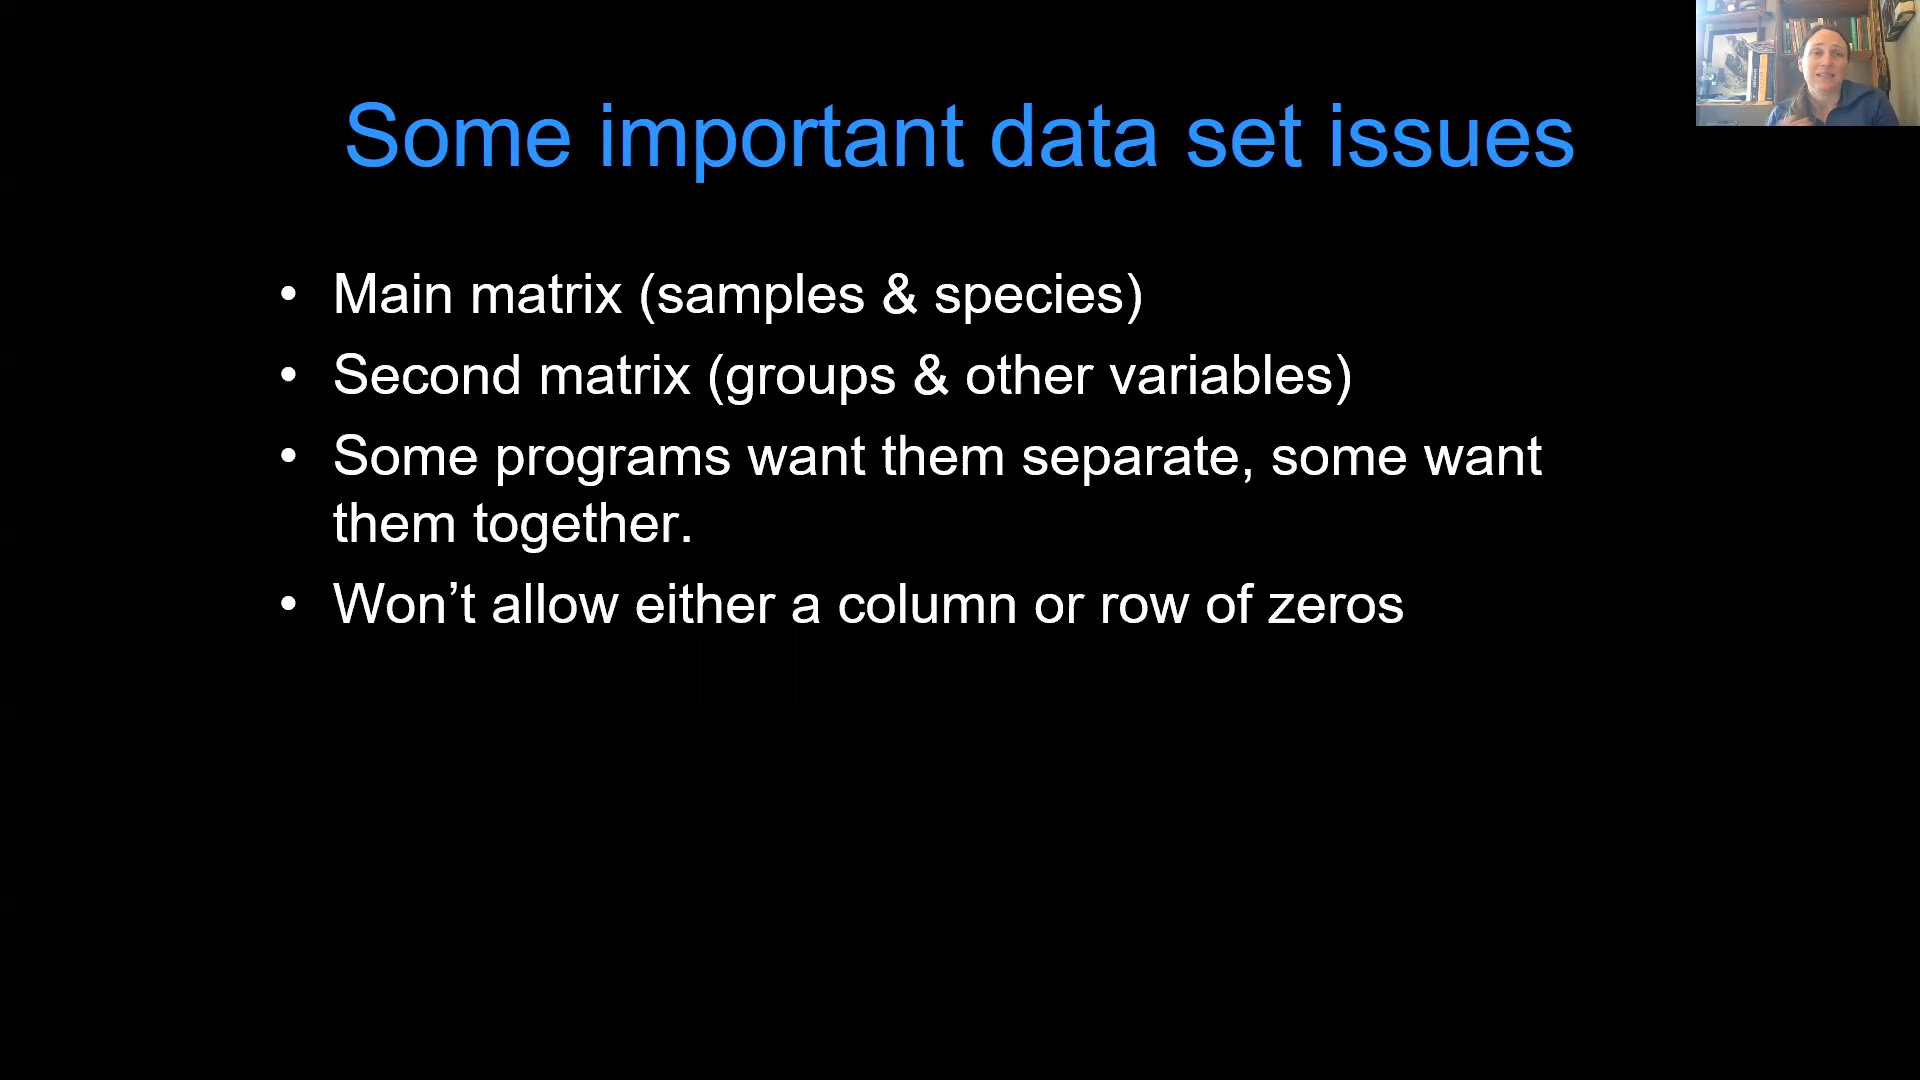 Some important data set issues
• Main matrix (samples & species)
• Second matrix (groups & other variables)
• Some programs want them separate, some want
them together.
• Won’t allow either a column or row of zeros